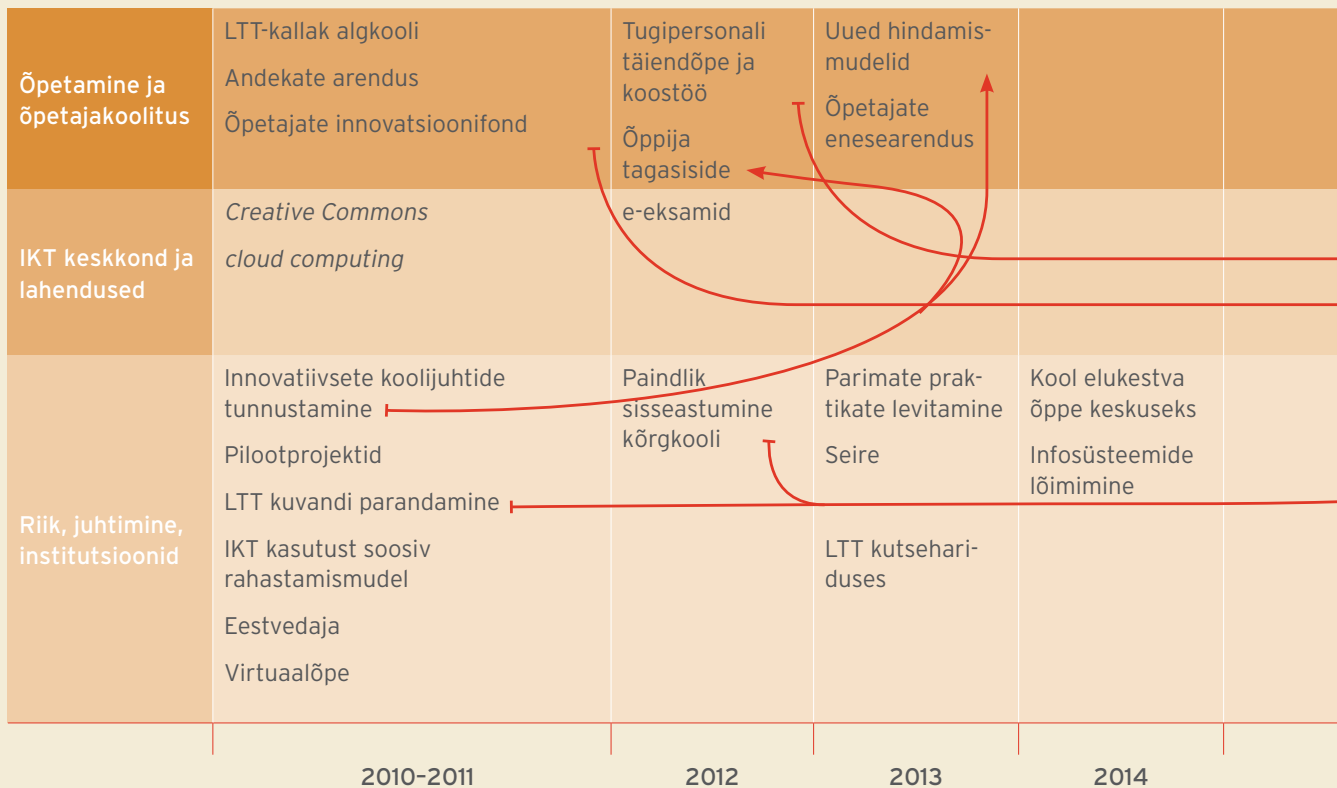 Õpetamine ja
õpetajakoolitus
LTT-kallak algkooli
Andekate arendus
Õpetajate innovatsioonifond
Tugipersonali
täiendõpe ja
koostöö
Õppija
tagasiside
Uued hindamis-
mudelid
Õpetajate
enesearendus
IKT keskkond ja
lahendused
Creative Commons
cloud computing
e-eksamid
Riik, juhtimine,
institutsioonid
Innovatiivsete koolijuhtide
tunnustamine
Pilootprojektid
LTT kuvandi parandamine
IKT kasutust soosiv
rahastamismudel
Eestvedaja
Virtuaalõpe
Paindlik
sisseastumine
kõrgkooli
Parimate prak-
tikate levitamine
Seire
LTT kutsehari-
duses
Kool elukestva
õppe keskuseks
Infosüsteemide
lõimimine
2010–2011
2012
2013
2014